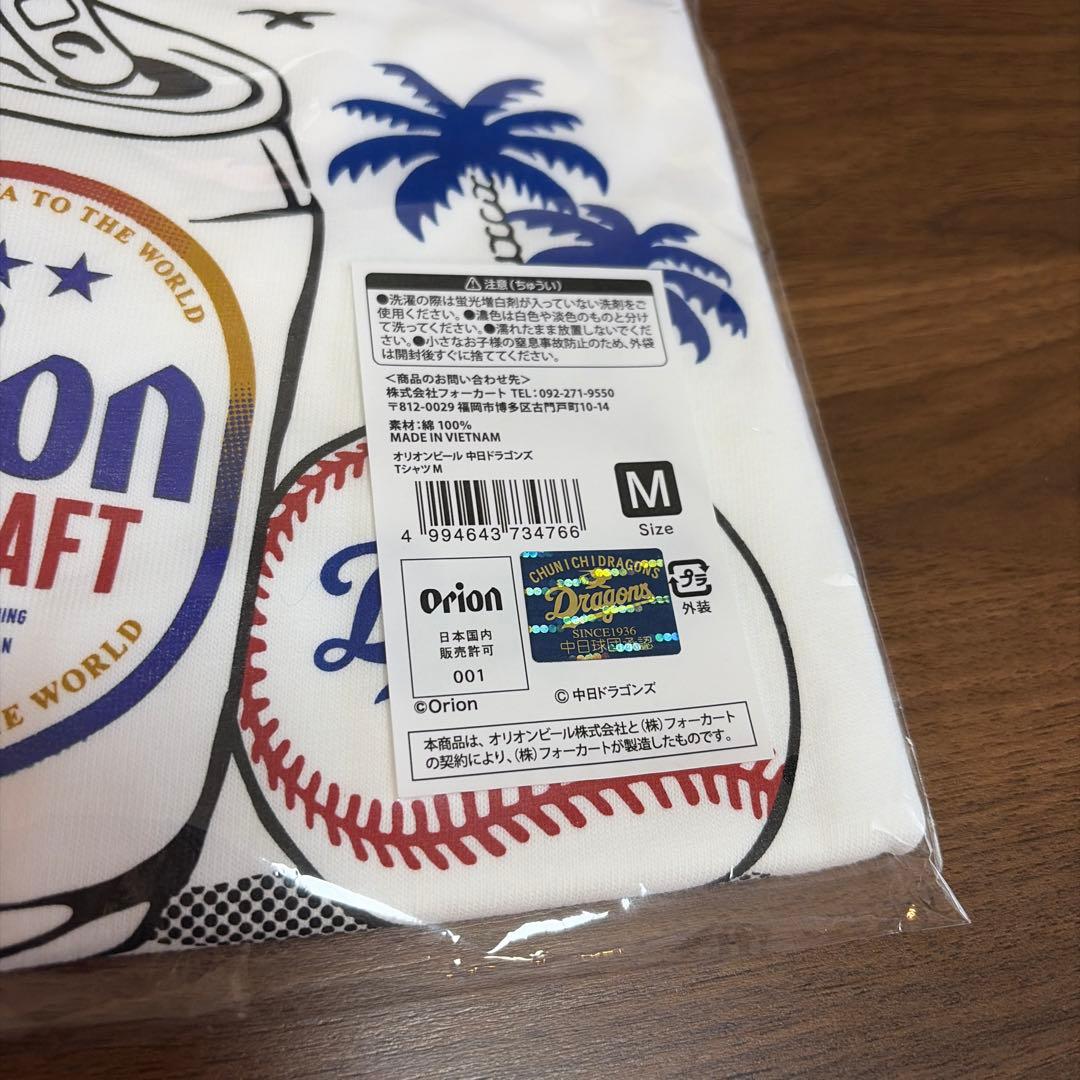 A TO THE WORLD
on
AFT
ING
N
E WORLD
⚠注意(ちゅうい)
●洗濯の際は蛍光増白剤が入っていない洗剤をご
使用ください。●濃色は白色や淡色のものと分け
て洗ってください。●濡れたまま放置しないでくだ
さい。●小さなお子様の窒息事故防止のため、外袋
は開封後すぐに捨ててください。
<商品のお問い合わせ先>
株式会社フォーカート TEL:092-271-9550
〒812-0029 福岡市博多区古門戸町10-14
素材:綿 100%
MADE IN VIETNAM
オリオンビール 中日ドラゴンズ
Tシャツ M
4 994643 734766
M
Size
Orion
日本国内
販売許可
001
©Orion
CHUNICHI DRAGONS
Dragons
SINCE1936
中日球団承認
プラ
外装
© 中日ドラゴンズ
本商品は、オリオンビール株式会社と(株)フォーカート
の契約により、(株)フォーカートが製造したものです。